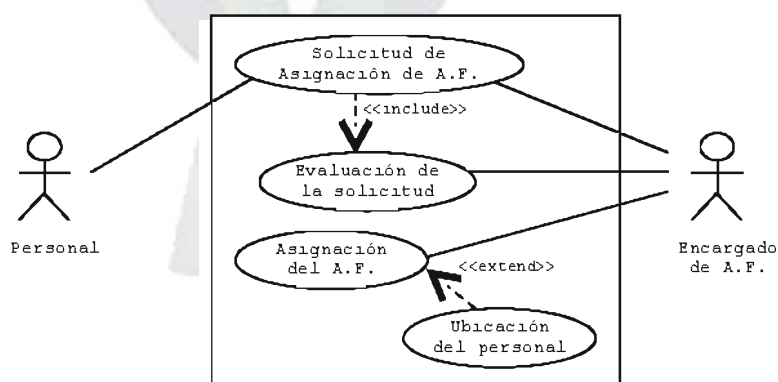 Solicitud de
Asignación de A.F.
<<include>>
Evaluación de
la solicitud
Personal
Asignación
del A.F.
<<extend>>
Encargado
de A.F.
Ubicación
del personal